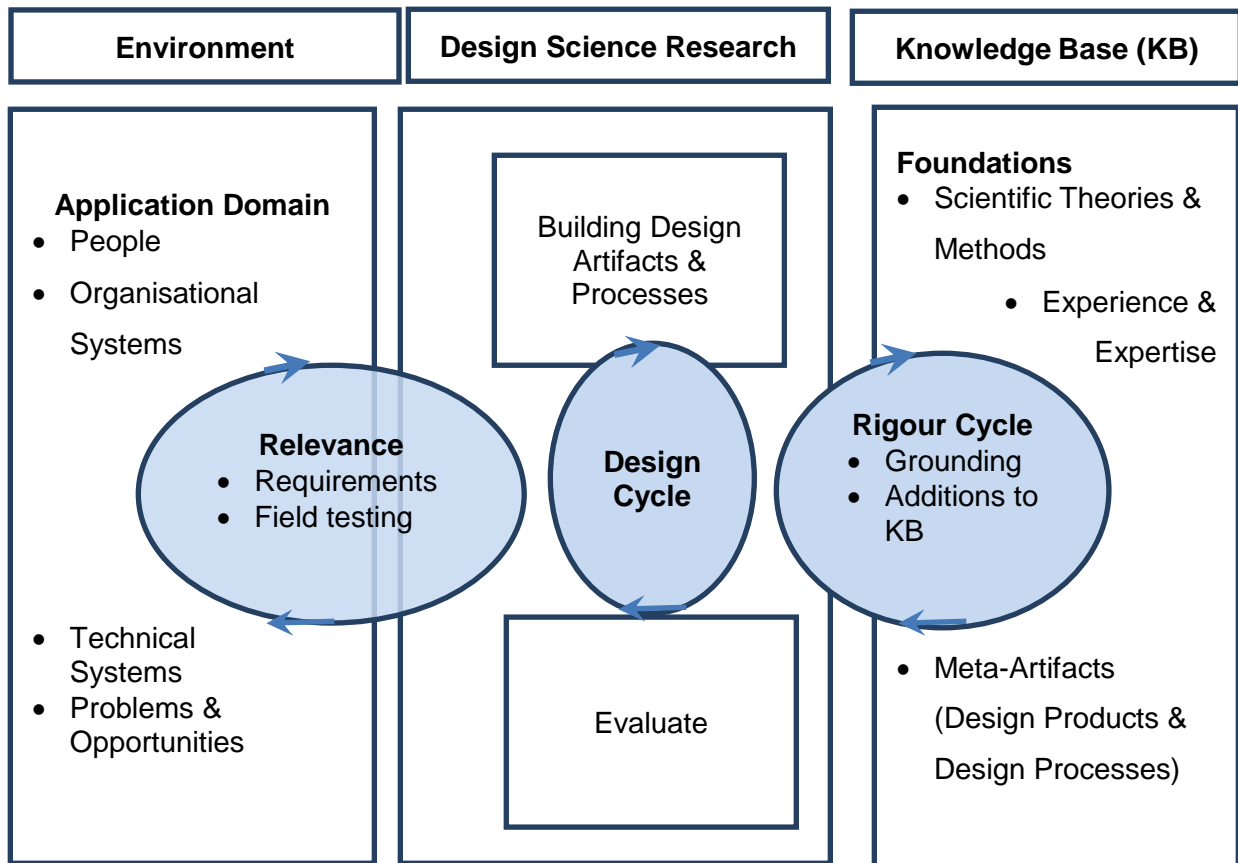 Environment
Design Science Research
Knowledge Base (KB)
Application Domain
• People
• Organisational
Systems
Relevance
• Requirements
• Field testing
• Technical
Systems
• Problems &
Opportunities
Building Design
Artifacts &
Processes
Design
Cycle
Evaluate
Foundations
• Scientific Theories &
Methods
• Experience &
Expertise
Rigour Cycle
• Grounding
• Additions to
KB
• Meta-Artifacts
(Design Products &
Design Processes)